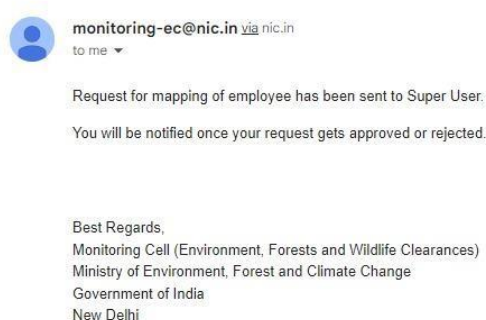 monitoring-ec@nic.in via nic.in
to me
Request for mapping of employee has been sent to Super User.
You will be notified once your request gets approved or rejected.
Best Regards,
Monitoring Cell (Environment, Forests and Wildlife Clearances)
Ministry of Environment, Forest and Climate Change
Government of India
New Delhi